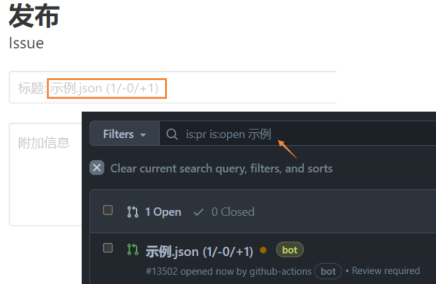 发布
Issue
标题:示例.json (1/-0/+1)
附加信息
Filters
is:pr is:open 示例
Clear current search query, filters, and sorts
1 Open 0 Closed
示例.json (1/-0/+1) bot
#13502 opened now by github-actions bot • Review required